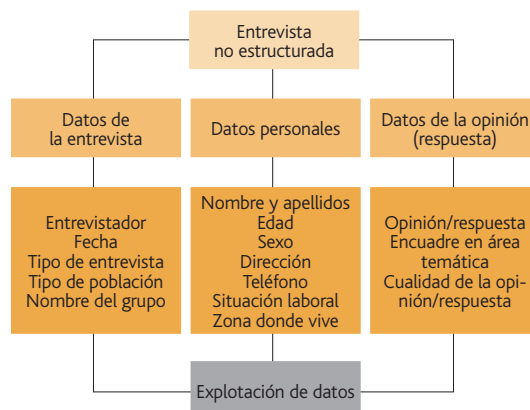 Entrevista
no estructurada
Datos de
la entrevista
Datos personales
Datos de la opinión
(respuesta)
Entrevistador
Fecha
Tipo de entrevista
Tipo de población
Nombre del grupo
Nombre y apellidos
Edad
Sexo
Dirección
Teléfono
Situación laboral
Zona donde vive
Opinión/respuesta
Encuadre en área
temática
Cualidad de la opi-
nión/respuesta
Explotación de datos